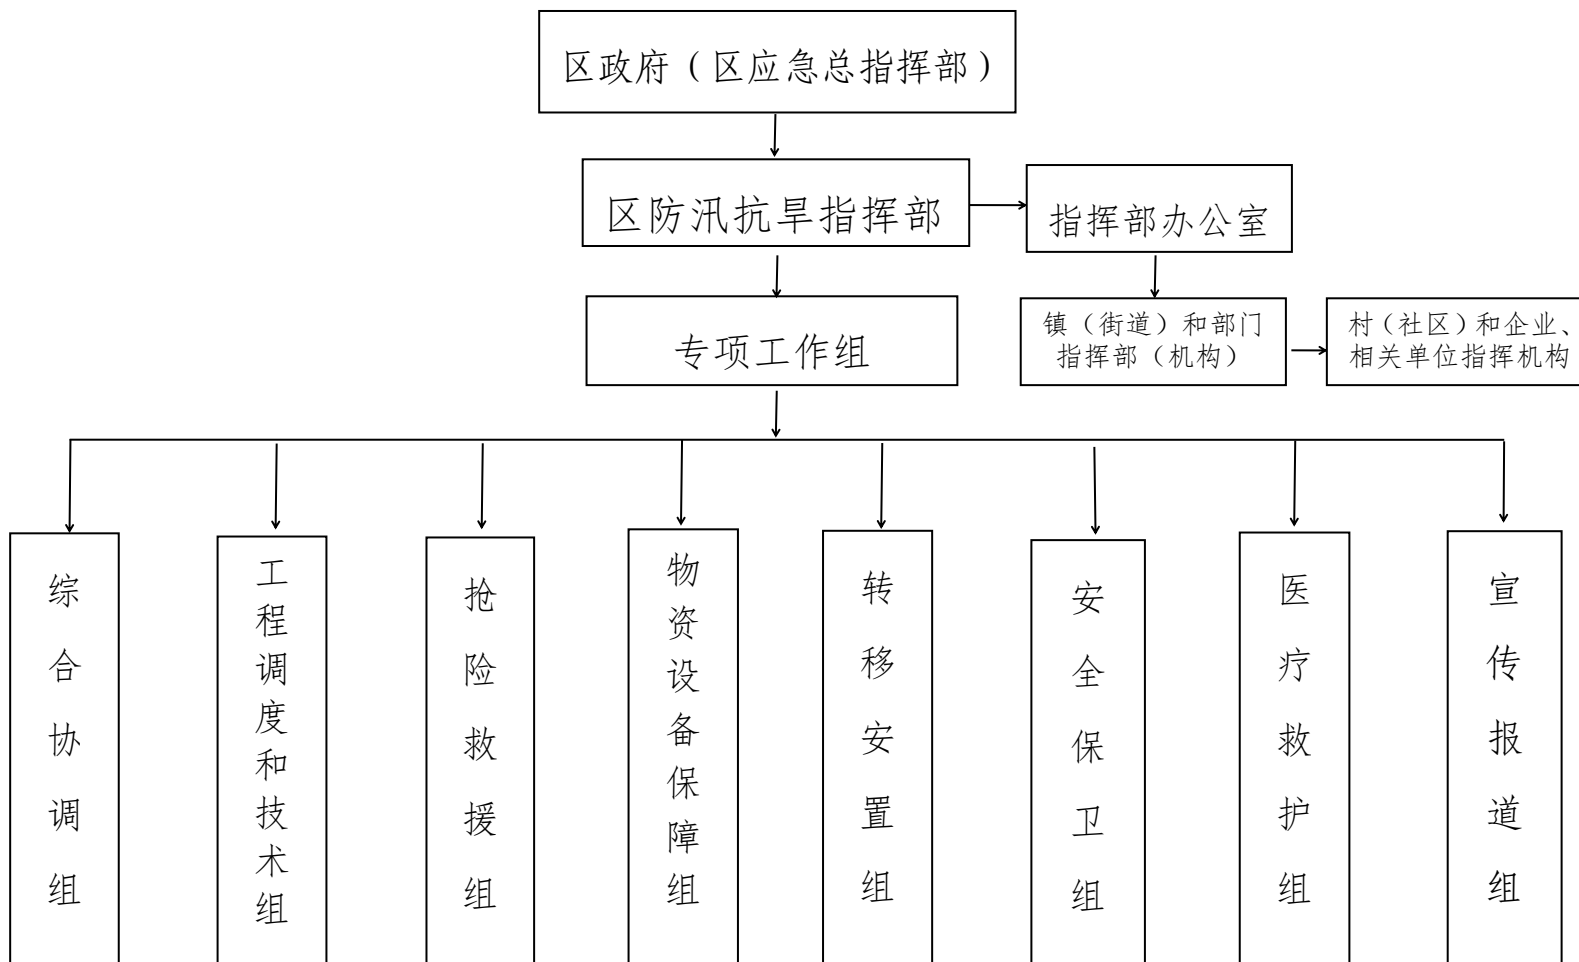 区政府（区应急总指挥部）
区防汛抗旱指挥部
指挥部办公室
专项工作组
镇（街道）和部门
指挥部（机构）
村（社区）和企业、
相关单位指挥机构
综合协调组
工程调度和技术组
抢险救援组
物资设备保障组
转移安置组
安全保卫组
医疗救护组
宣传报道组